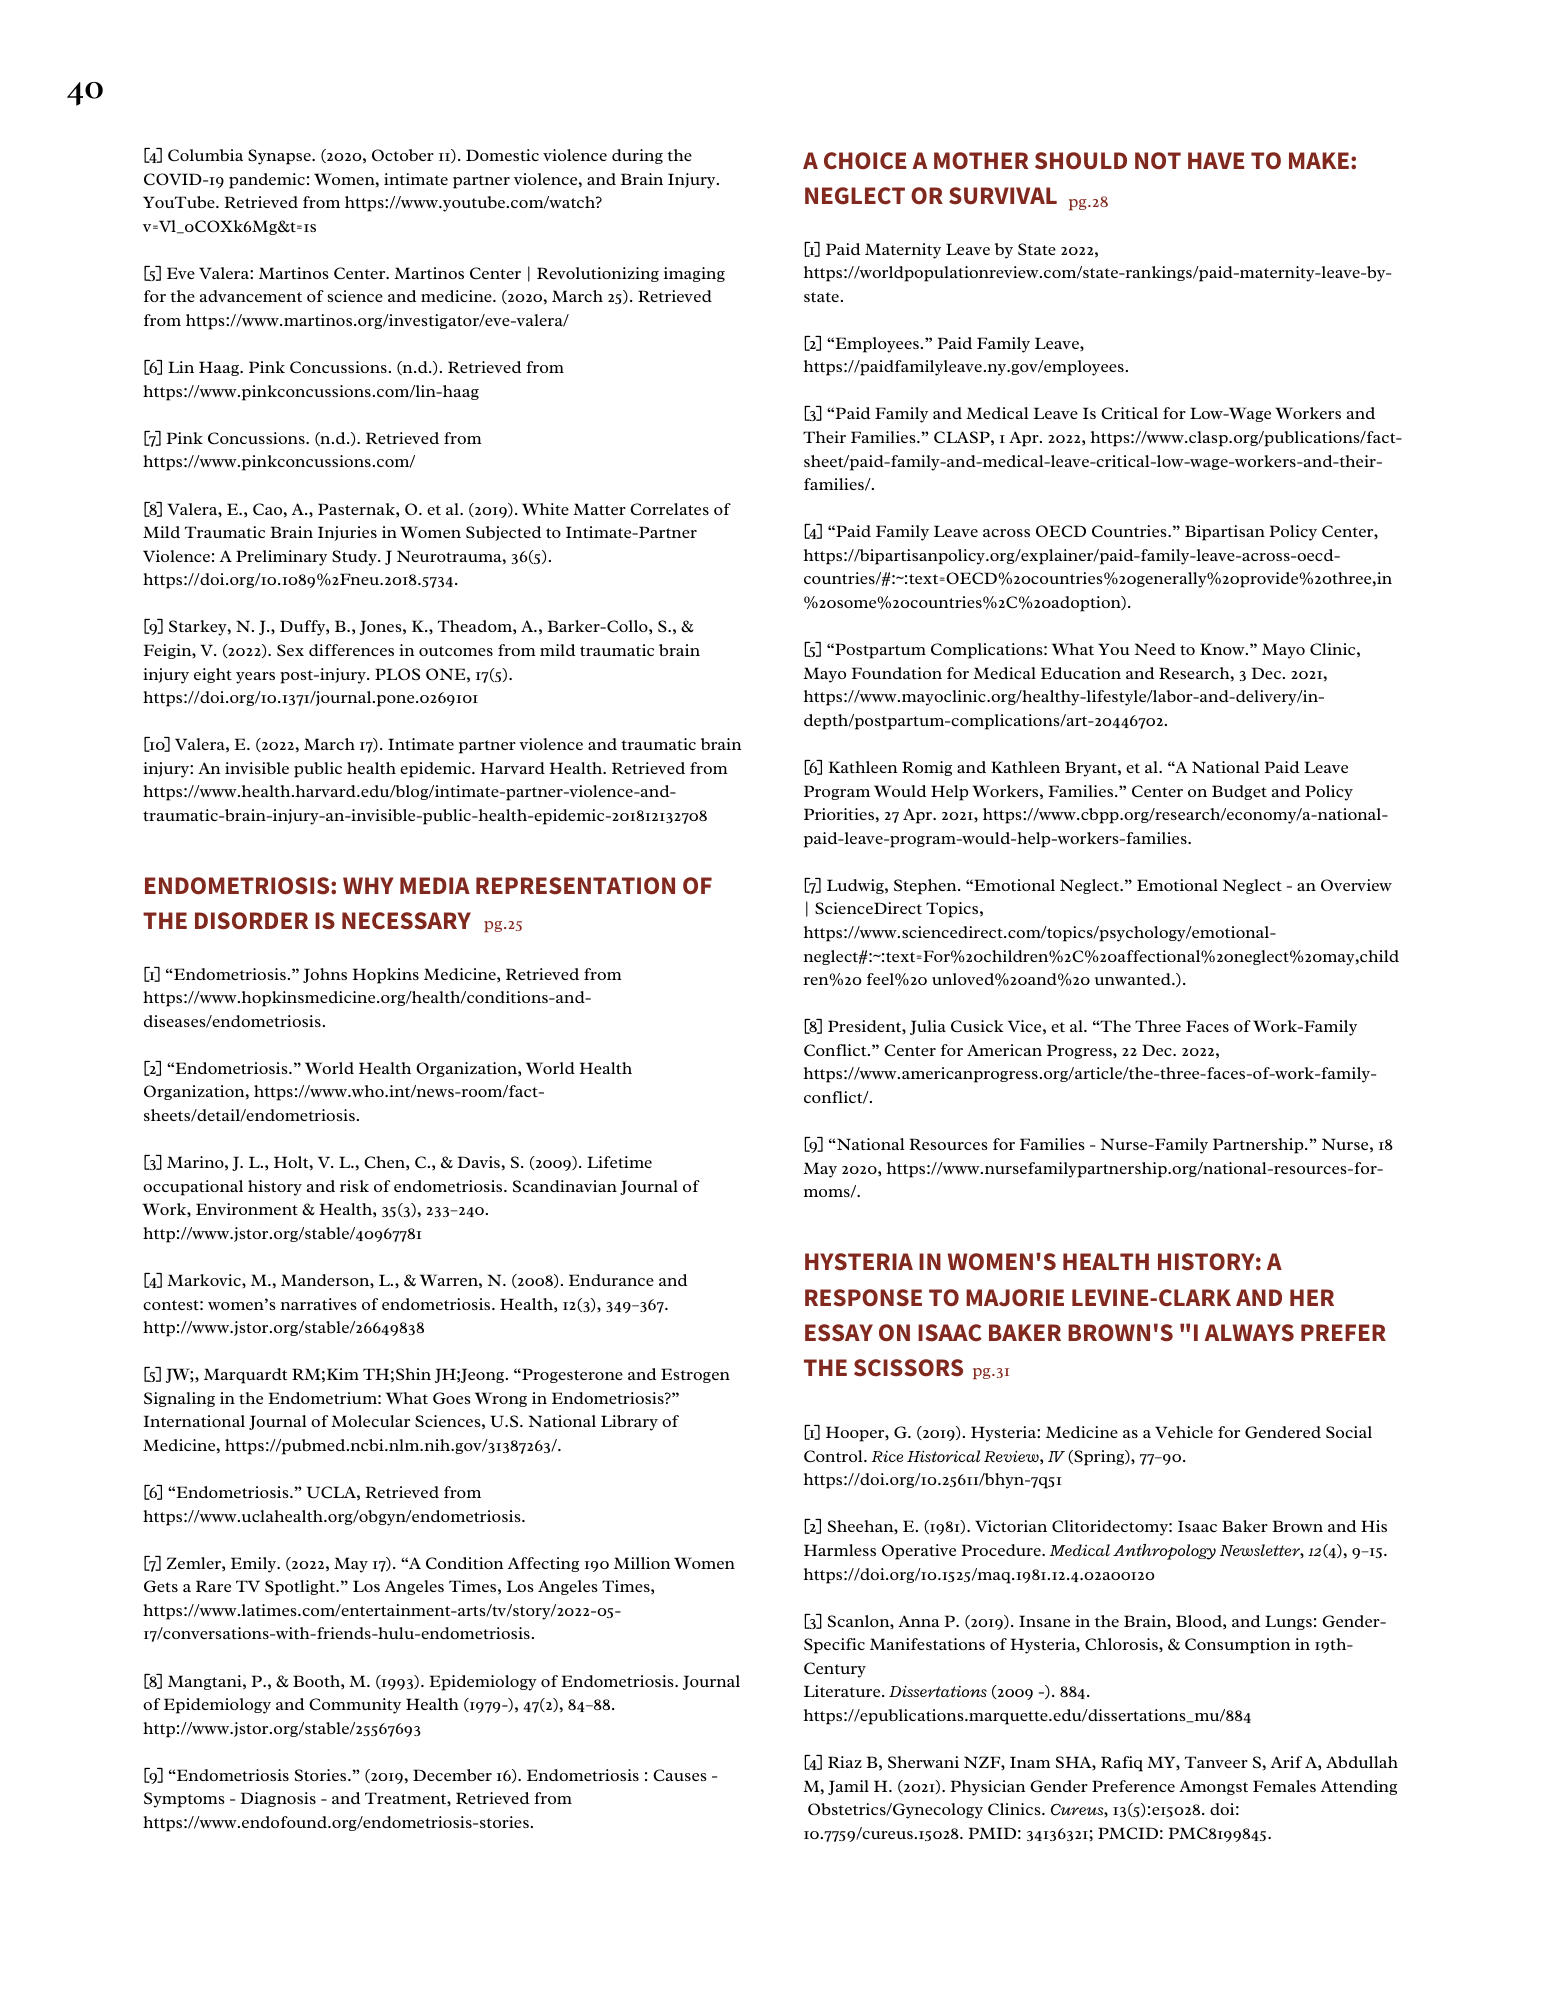 40
[4] Columbia Synapse. (2020, October 11). Domestic violence during the
COVID-19 pandemic: Women, intimate partner violence, and Brain Injury.
YouTube. Retrieved from https://www.youtube.com/watch?
v=Vl_oCOXk6Mg&t=1s
[5] Eve Valera: Martinos Center. Martinos Center | Revolutionizing imaging
for the advancement of science and medicine. (2020, March 25). Retrieved
from https://www.martinos.org/investigator/eve-valera/
[6] Lin Haag. Pink Concussions. (n.d.). Retrieved from
https://www.pinkconcussions.com/lin-haag
[7] Pink Concussions. (n.d.). Retrieved from
https://www.pinkconcussions.com/
[8] Valera, E., Cao, A., Pasternak, O. et al. (2019). White Matter Correlates of
Mild Traumatic Brain Injuries in Women Subjected to Intimate-Partner
Violence: A Preliminary Study. J Neurotrauma, 36(5).
https://doi.org/10.1089%2Fneu.2018.5734.
[9] Starkey, N. J., Duffy, B., Jones, K., Theadom, A., Barker-Collo, S., &
Feigin, V. (2022). Sex differences in outcomes from mild traumatic brain
injury eight years post-injury. PLOS ONE, 17(5).
https://doi.org/10.1371/journal.pone.0269101
[10] Valera, E. (2022, March 17). Intimate partner violence and traumatic brain
injury: An invisible public health epidemic. Harvard Health. Retrieved from
https://www.health.harvard.edu/blog/intimate-partner-violence-and-
traumatic-brain-injury-an-invisible-public-health-epidemic-201812132708
ENDOMETRIOSIS: WHY MEDIA REPRESENTATION OF
THE DISORDER IS NECESSARY pg.25
[1] “Endometriosis.” Johns Hopkins Medicine, Retrieved from
https://www.hopkinsmedicine.org/health/conditions-and-
diseases/endometriosis.
[2] “Endometriosis.” World Health Organization, World Health
Organization, https://www.who.int/news-room/fact-
sheets/detail/endometriosis.
[3] Marino, J. L., Holt, V. L., Chen, C., & Davis, S. (2009). Lifetime
occupational history and risk of endometriosis. Scandinavian Journal of
Work, Environment & Health, 35(3), 233–240.
http://www.jstor.org/stable/40967781
[4] Markovic, M., Manderson, L., & Warren, N. (2008). Endurance and
contest: women’s narratives of endometriosis. Health, 12(3), 349–367.
http://www.jstor.org/stable/26649838
[5] JW;, Marquardt RM;Kim TH;Shin JH;Jeong. “Progesterone and Estrogen
Signaling in the Endometrium: What Goes Wrong in Endometriosis?”
International Journal of Molecular Sciences, U.S. National Library of
Medicine, https://pubmed.ncbi.nlm.nih.gov/31387263/.
[6] “Endometriosis.” UCLA, Retrieved from
https://www.uclahealth.org/obgyn/endometriosis.
[7] Zemler, Emily. (2022, May 17). “A Condition Affecting 190 Million Women
Gets a Rare TV Spotlight.” Los Angeles Times, Los Angeles Times,
https://www.latimes.com/entertainment-arts/tv/story/2022-05-
17/conversations-with-friends-hulu-endometriosis.
[8] Mangtani, P., & Booth, M. (1993). Epidemiology of Endometriosis. Journal
of Epidemiology and Community Health (1979-), 47(2), 84–88.
http://www.jstor.org/stable/25567693
[9] “Endometriosis Stories.” (2019, December 16). Endometriosis : Causes -
Symptoms - Diagnosis - and Treatment, Retrieved from
https://www.endofound.org/endometriosis-stories.
A CHOICE A MOTHER SHOULD NOT HAVE TO MAKE:
NEGLECT OR SURVIVAL pg.28
[1] Paid Maternity Leave by State 2022,
https://worldpopulationreview.com/state-rankings/paid-maternity-leave-by-
state.
[2] “Employees.” Paid Family Leave,
https://paidfamilyleave.ny.gov/employees.
[3] “Paid Family and Medical Leave Is Critical for Low-Wage Workers and
Their Families.” CLASP, 1 Apr. 2022, https://www.clasp.org/publications/fact-
sheet/paid-family-and-medical-leave-critical-low-wage-workers-and-their-
families/.
[4] “Paid Family Leave across OECD Countries.” Bipartisan Policy Center,
https://bipartisanpolicy.org/explainer/paid-family-leave-across-oecd-
countries/#:~:text=OECD%20countries%20generally%20provide%20three,in
%20some%20countries%2C%20adoption).
[5] “Postpartum Complications: What You Need to Know.” Mayo Clinic,
Mayo Foundation for Medical Education and Research, 3 Dec. 2021,
https://www.mayoclinic.org/healthy-lifestyle/labor-and-delivery/in-
depth/postpartum-complications/art-20446702.
[6] Kathleen Romig and Kathleen Bryant, et al. “A National Paid Leave
Program Would Help Workers, Families.” Center on Budget and Policy
Priorities, 27 Apr. 2021, https://www.cbpp.org/research/economy/a-national-
paid-leave-program-would-help-workers-families.
[7] Ludwig, Stephen. “Emotional Neglect.” Emotional Neglect - an Overview
| ScienceDirect Topics,
https://www.sciencedirect.com/topics/psychology/emotional-
neglect#:~:text=For%20children%2C%20affectional%20neglect%20may,child
ren%20 feel%20 unloved%20and%20 unwanted.).
[8] President, Julia Cusick Vice, et al. “The Three Faces of Work-Family
Conflict.” Center for American Progress, 22 Dec. 2022,
https://www.americanprogress.org/article/the-three-faces-of-work-family-
conflict/.
[9] “National Resources for Families - Nurse-Family Partnership.” Nurse, 18
May 2020, https://www.nursefamilypartnership.org/national-resources-for-
moms/.
HYSTERIA IN WOMEN'S HEALTH HISTORY: A
RESPONSE TO MAJORIE LEVINE-CLARK AND HER
ESSAY ON ISAAC BAKER BROWN'S "I ALWAYS PREFER
THE SCISSORS pg.31
[1] Hooper, G. (2019). Hysteria: Medicine as a Vehicle for Gendered Social
Control. Rice Historical Review, IV (Spring), 77–90.
https://doi.org/10.25611/bhyn-7q51
[2] Sheehan, E. (1981). Victorian Clitoridectomy: Isaac Baker Brown and His
Harmless Operative Procedure. Medical Anthropology Newsletter, 12(4), 9–15.
https://doi.org/10.1525/maq.1981.12.4.02a00120
[3] Scanlon, Anna P. (2019). Insane in the Brain, Blood, and Lungs: Gender-
Specific Manifestations of Hysteria, Chlorosis, & Consumption in 19th-
Century
Literature. Dissertations (2009 -). 884.
https://epublications.marquette.edu/dissertations_mu/884
[4] Riaz B, Sherwani NZF, Inam SHA, Rafiq MY, Tanveer S, Arif A, Abdullah
M, Jamil H. (2021). Physician Gender Preference Amongst Females Attending
Obstetrics/Gynecology Clinics. Cureus, 13(5):e15028. doi:
10.7759/cureus.15028. PMID: 34136321; PMCID: PMC8199845.